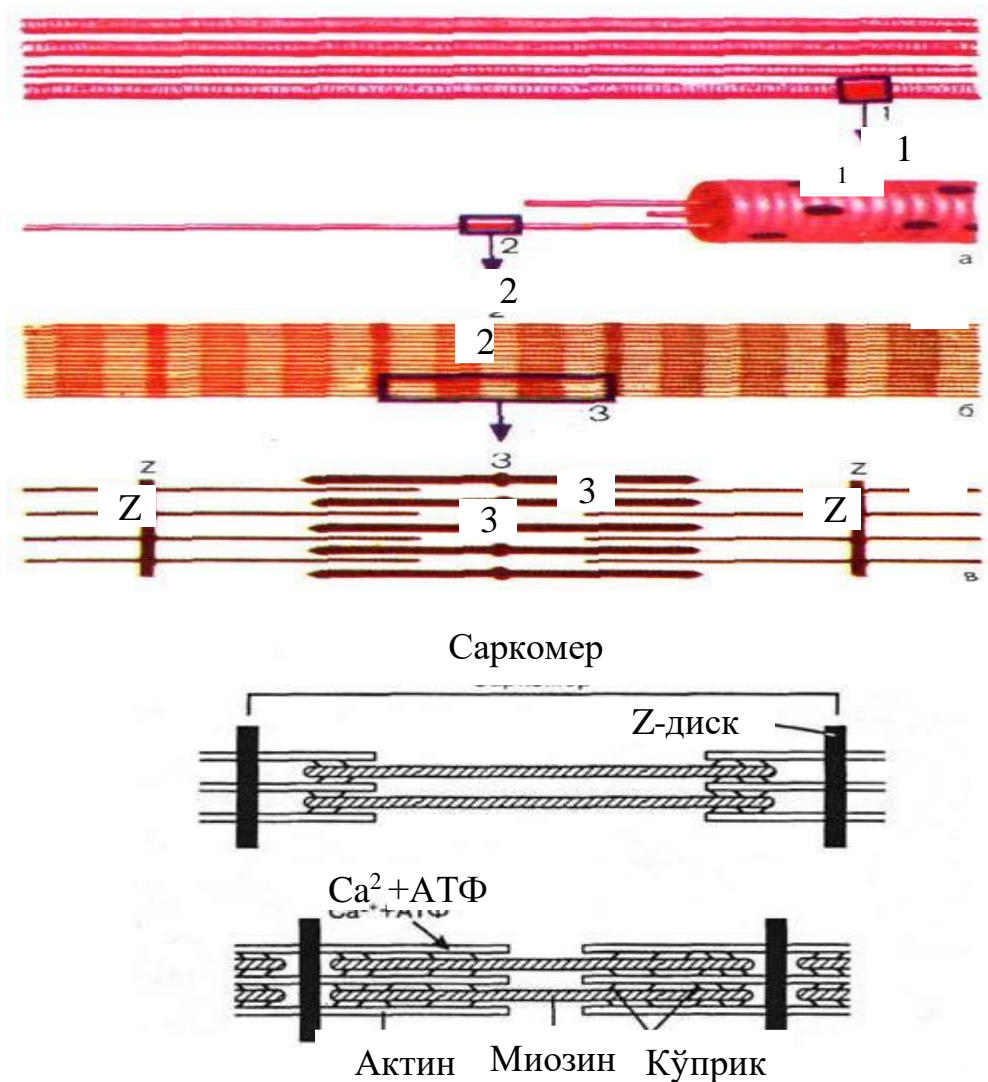 1
1
1
а
2
2
2
б
3
Z
3
Z
3
3
Z
Z
в
Саркомер
Z-диск
Ca² +АТФ
Актин Миозин Кўприк